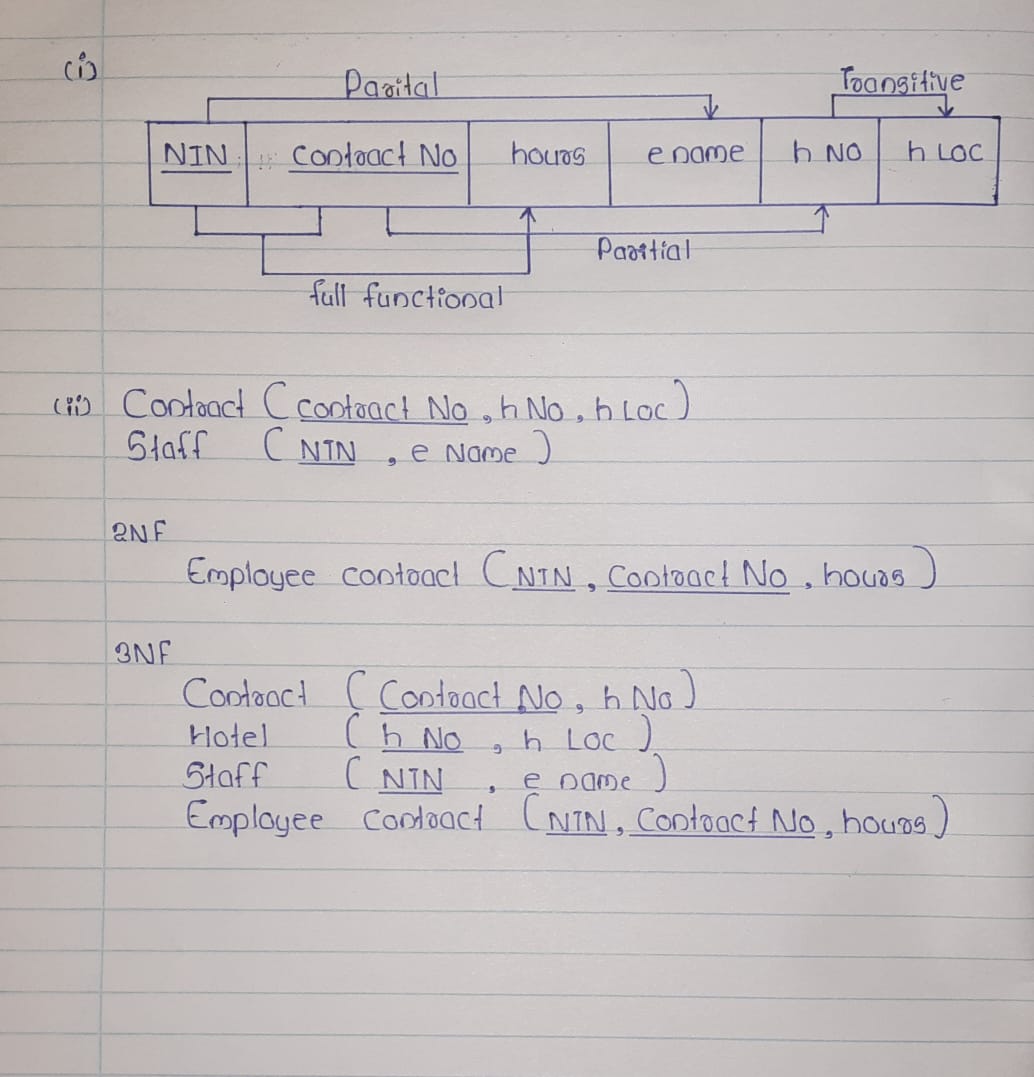 (i)
Parital Transitive
NIN contract No hours ename h NO h LOC
Partial
full functional
(ii) Contract (contract No, h No, h Loc)
Staff (NIN, e Name)
2NF
Employee contract (NIN, Contract No, hours)
3NF
Contract (Contract No, h No)
Hotel (h No, h Loc)
Staff (NIN, e name)
Employee contract (NIN, Contract No, hours)